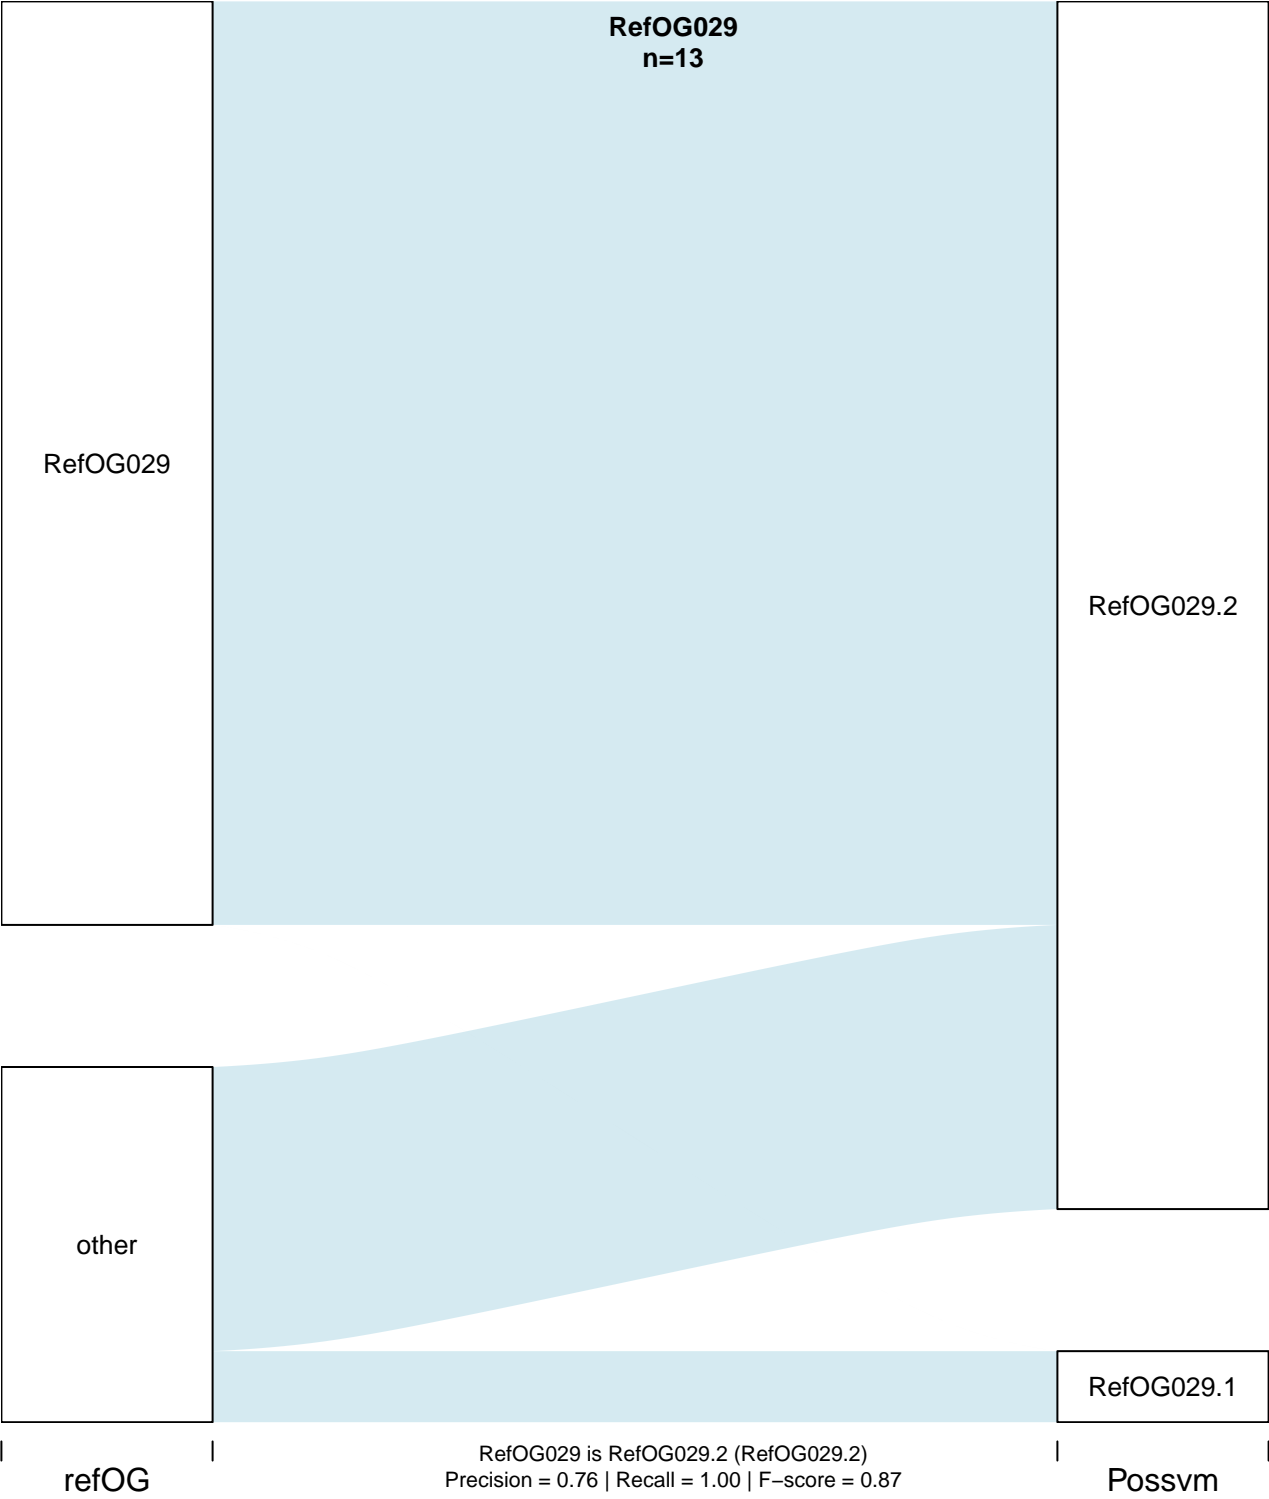 RefOG029
n=13
RefOG029
RefOG029.2
other
RefOG029.1
RefOG029 is RefOG029.2 (RefOG029.2)
Precision = 0.76 | Recall = 1.00 | F−score = 0.87
refOG
Possvm